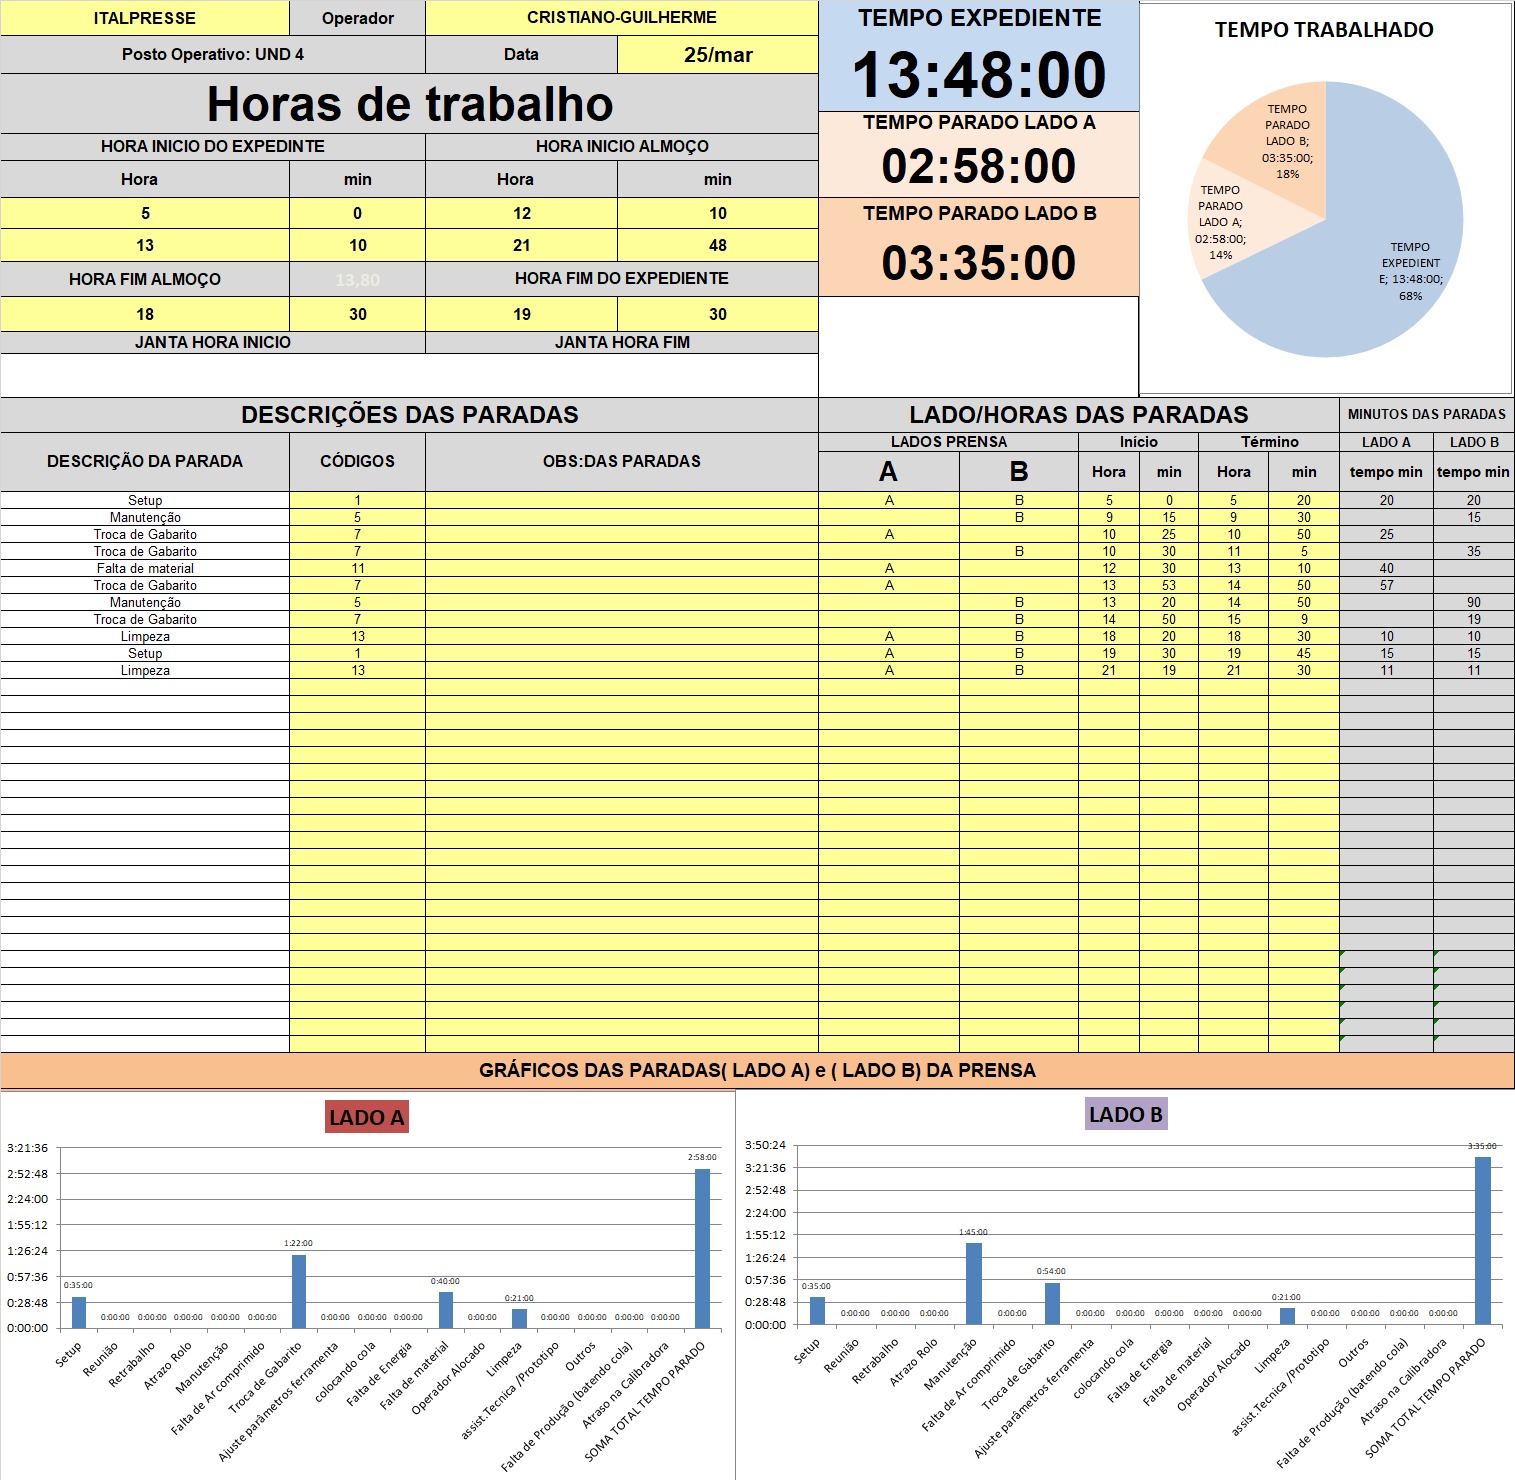 ITALPRESSE Operador CRISTIANO-GUILHERME
Posto Operativo: UND 4 Data 25/mar
Horas de trabalho
HORA INICIO DO EXPEDINTE HORA INICIO ALMOÇO
Hora min Hora min
5 0 12 10
13 10 21 48
HORA FIM ALMOÇO 13,80 HORA FIM DO EXPEDIENTE
18 30 19 30
JANTA HORA INICIO JANTA HORA FIM
TEMPO EXPEDIENTE
13:48:00
TEMPO PARADO LADO A
02:58:00
TEMPO PARADO LADO B
03:35:00
TEMPO TRABALHADO
TEMPO
PARADO
LADO B;
03:35:00;
18%
TEMPO
PARADO
LADO A;
02:58:00;
14%
TEMPO
EXPEDIENT
E; 13:48:00;
68%
DESCRIÇÕES DAS PARADAS LADO/HORAS DAS PARADAS MINUTOS DAS PARADAS
DESCRIÇÃO DA PARADA CÓDIGOS OBS:DAS PARADAS LADOS PRENSA Início Término LADO A LADO B
A B Hora min Hora min tempo min tempo min
Setup 1 A B 5 0 5 20 20 20
Manutenção 5 B 9 15 9 30 15
Troca de Gabarito 7 A 10 25 10 50 25
Troca de Gabarito 7 B 10 30 11 5 35
Falta de material 11 A 12 30 13 10 40
Troca de Gabarito 7 A 13 53 14 50 57
Manutenção 5 B 13 20 14 50 90
Troca de Gabarito 7 B 14 50 15 9 19
Limpeza 13 A B 18 20 18 30 10 10
Setup 1 A B 19 30 19 45 15 15
Limpeza 13 A B 21 19 21 30 11 11
GRÁFICOS DAS PARADAS( LADO A) e ( LADO B) DA PRENSA
LADO A
3:21:36
2:52:48
2:24:00
1:55:12
1:26:24
0:57:36
0:28:48
0:00:00
0:35:00 0:00:00 0:00:00 0:00:00 0:00:00 0:00:00 1:22:00 0:00:00 0:00:00 0:00:00 0:40:00 0:00:00 0:21:00 0:00:00 0:00:00 0:00:00 0:00:00 2:58:00
Setup
Reunião
Retrabalho
Atrazo Rolo
Manutenção
Falta de Ar comprimido
Troca de Gabarito
Ajuste parâmetros ferramenta
colocando cola
Falta de Energia
Falta de material
Operador Alocado
Limpeza
assist.Tecnica /Prototipo
Outros
Falta de Produção (batendo cola)
Atraso na Calibradora
SOMA TOTAL TEMPO PARADO
LADO B
3:50:24
3:21:36
2:52:48
2:24:00
1:55:12
1:26:24
0:57:36
0:28:48
0:00:00
0:35:00 0:00:00 0:00:00 0:00:00 1:45:00 0:00:00 0:54:00 0:00:00 0:00:00 0:00:00 0:00:00 0:00:00 0:21:00 0:00:00 0:00:00 0:00:00 0:00:00 3:35:00
Setup
Reunião
Retrabalho
Atrazo Rolo
Manutenção
Falta de Ar comprimido
Troca de Gabarito
Ajuste parâmetros ferramenta
colocando cola
Falta de Energia
Falta de material
Operador Alocado
Limpeza
assist.Tecnica /Prototipo
Outros
Falta de Produção (batendo cola)
Atraso na Calibradora
SOMA TOTAL TEMPO PARADO